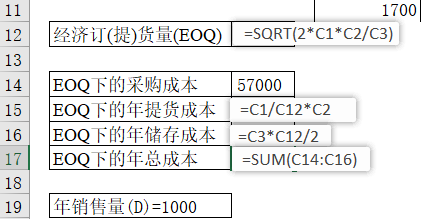 11 1700
12 经济订(提)货量(EOQ) =SQRT(2*C1*C2/C3)
13
14 EOQ下的采购成本 57000
15 EOQ下的年提货成本 =C1/C12*C2
16 EOQ下的年储存成本 =C3*C12/2
17 EOQ下的年总成本 =SUM(C14:C16)
18
19 年销售量(D)=1000